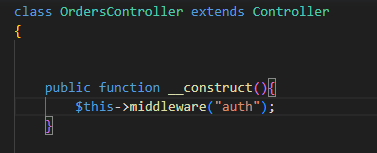 class OrdersController extends Controller
{
public function __construct(){
$this->middleware("auth");
}